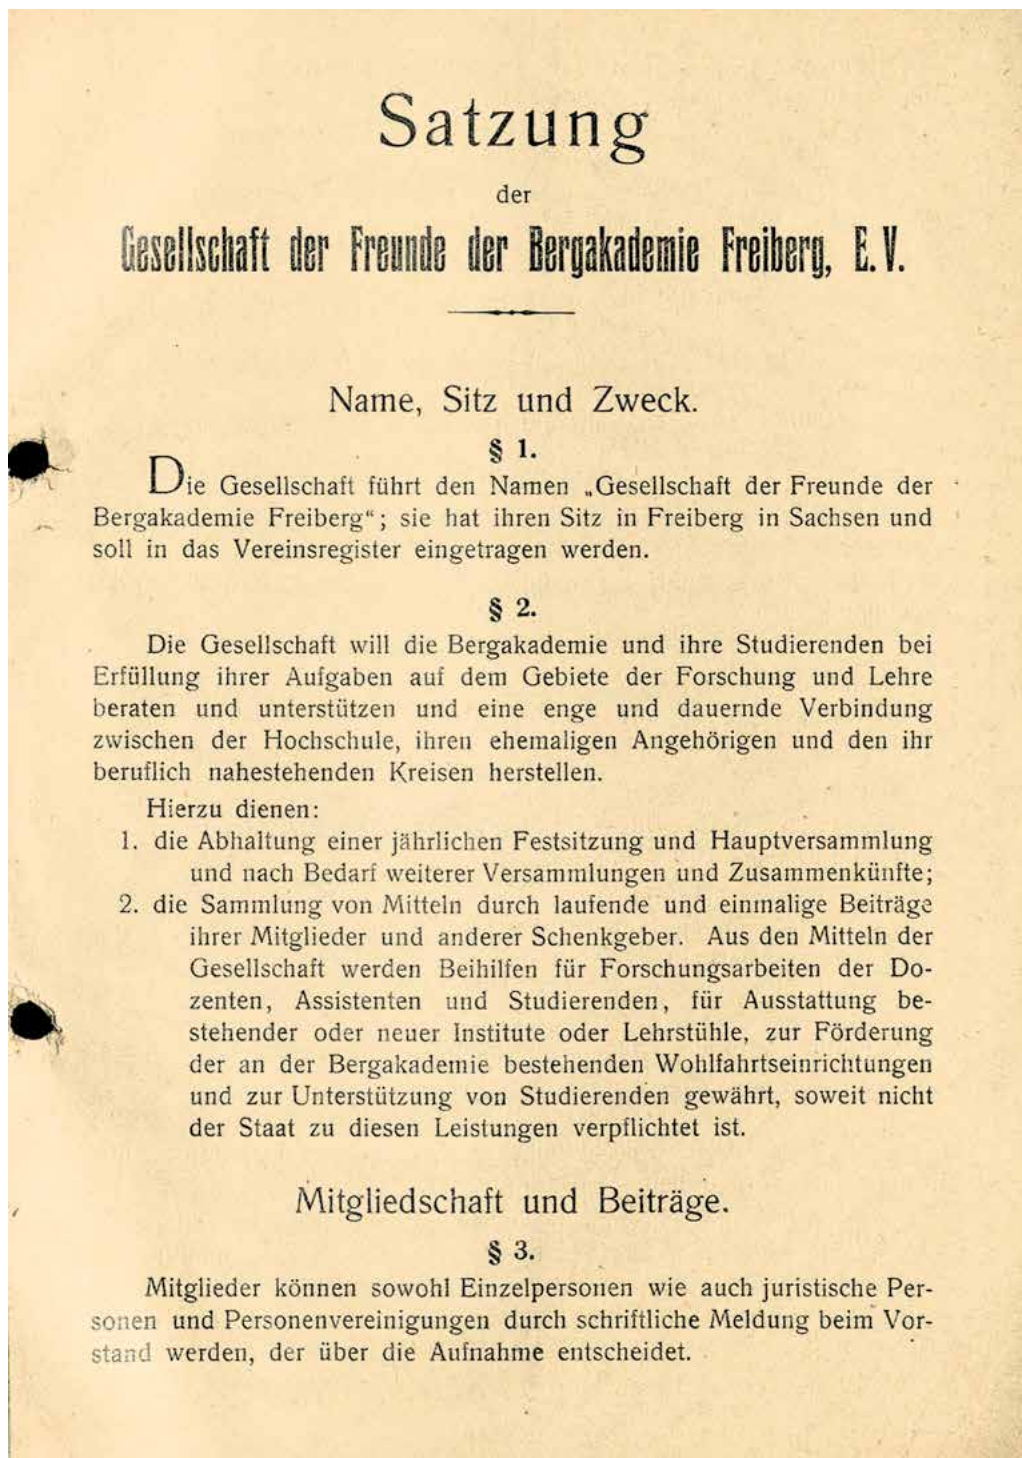 Satzung
der
Gesellschaft der Freunde der Bergakademie Freiberg, E.V.
Name, Sitz und Zweck.
§ 1.
Die Gesellschaft führt den Namen „Gesellschaft der Freunde der
Bergakademie Freiberg“; sie hat ihren Sitz in Freiberg in Sachsen und
soll in das Vereinsregister eingetragen werden.
§ 2.
Die Gesellschaft will die Bergakademie und ihre Studierenden bei
Erfüllung ihrer Aufgaben auf dem Gebiete der Forschung und Lehre
beraten und unterstützen und eine enge und dauernde Verbindung
zwischen der Hochschule, ihren ehemaligen Angehörigen und den ihr
beruflich nahestehenden Kreisen herstellen.
Hierzu dienen:
1. die Abhaltung einer jährlichen Festsitzung und Hauptversammlung
und nach Bedarf weiterer Versammlungen und Zusammenkünfte;
2. die Sammlung von Mitteln durch laufende und einmalige Beiträge
ihrer Mitglieder und anderer Schenkgeber. Aus den Mitteln der
Gesellschaft werden Beihilfen für Forschungsarbeiten der Do-
zenten, Assistenten und Studierenden, für Ausstattung be-
stehender oder neuer Institute oder Lehrstühle, zur Förderung
der an der Bergakademie bestehenden Wohlfahrtseinrichtungen
und zur Unterstützung von Studierenden gewährt, soweit nicht
der Staat zu diesen Leistungen verpflichtet ist.
Mitgliedschaft und Beiträge.
§ 3.
Mitglieder können sowohl Einzelpersonen wie auch juristische Per-
sonen und Personenvereinigungen durch schriftliche Meldung beim Vor-
stand werden, der über die Aufnahme entscheidet.